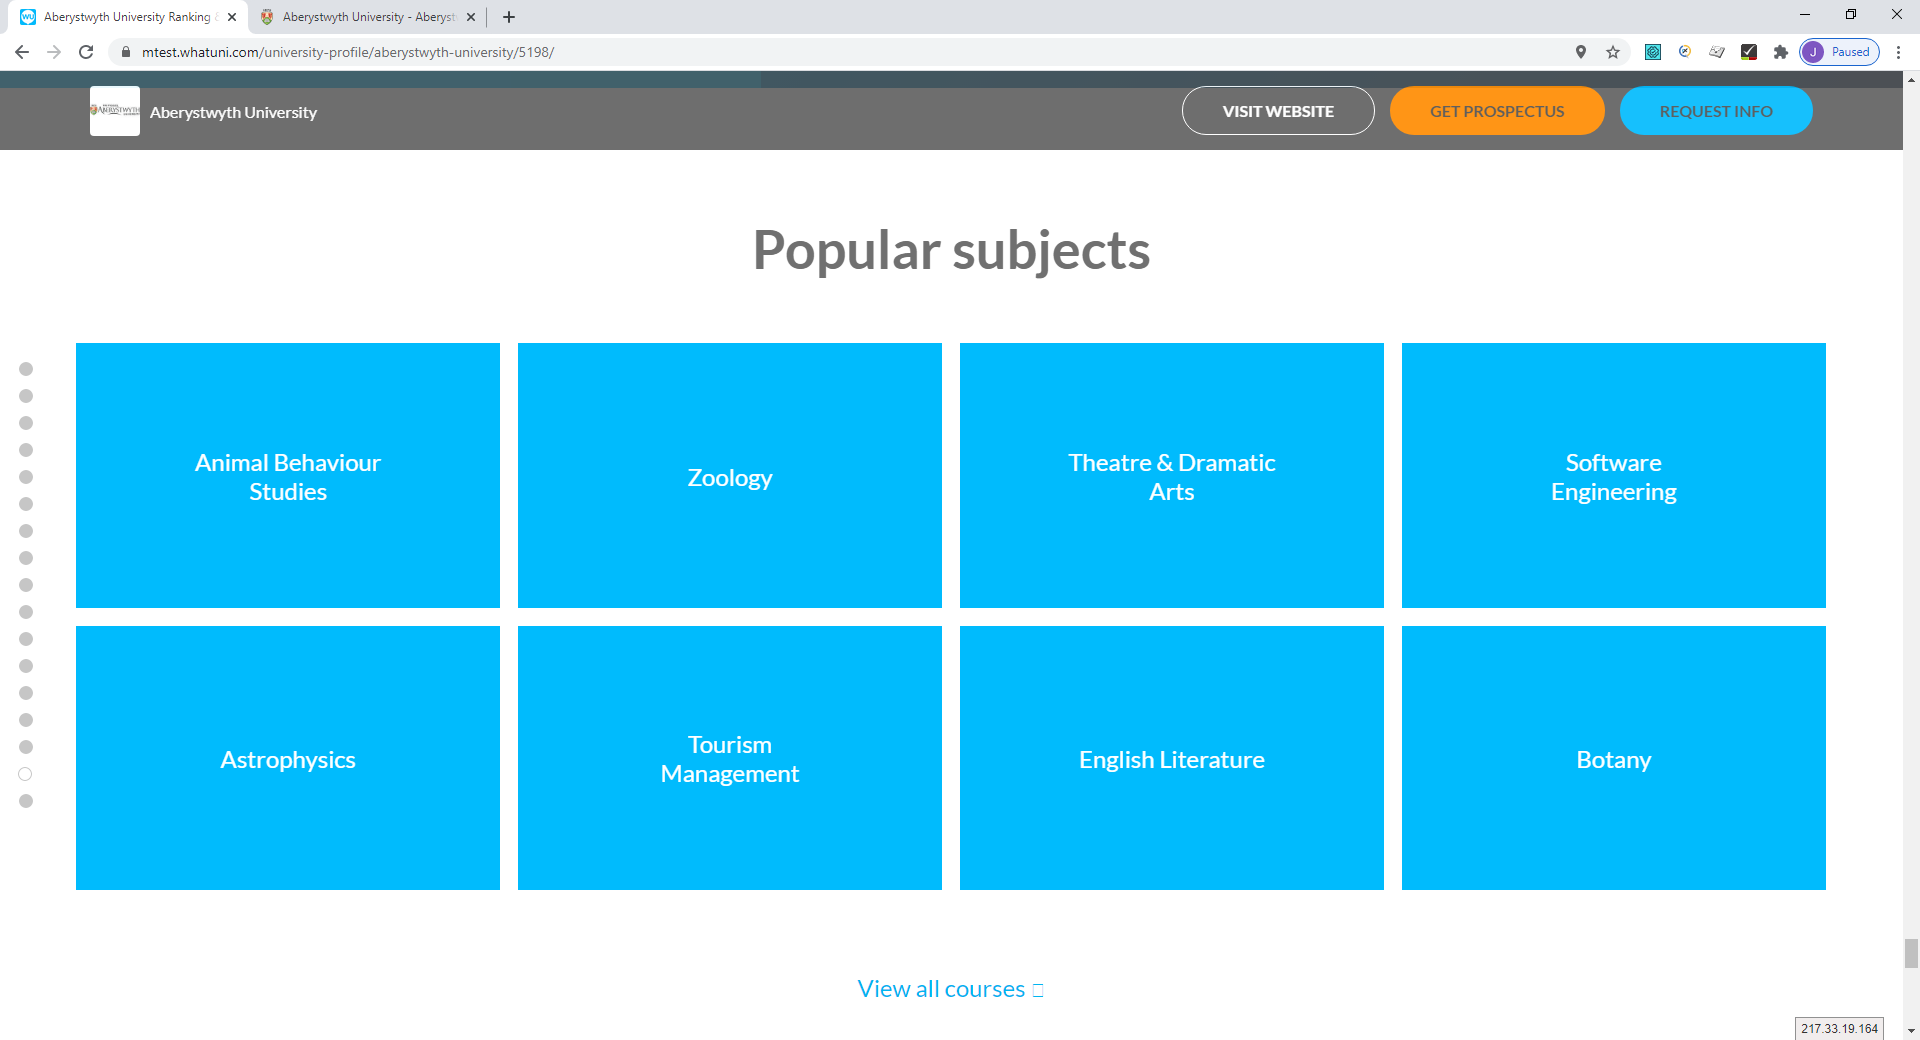 Aberystwyth University Ranking
Aberystwyth University - Aberyst
mtest.whatuni.com/university-profile/aberystwyth-university/5198/
J Paused
ABERYSTWYTH
Aberystwyth University
VISIT WEBSITE
GET PROSPECTUS
REQUEST INFO
Popular subjects
Animal Behaviour
Studies
Zoology
Theatre & Dramatic
Arts
Software
Engineering
Astrophysics
Tourism
Management
English Literature
Botany
View all courses
217.33.19.164